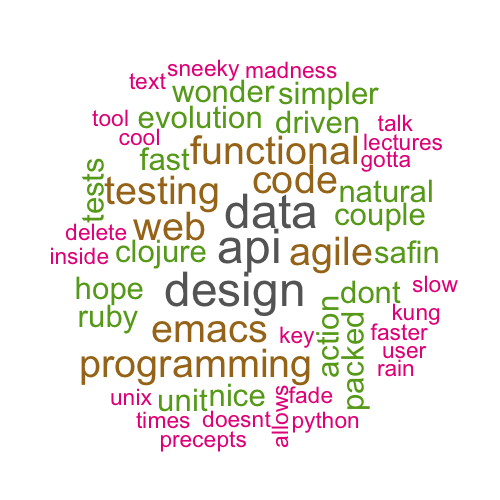 sneeky madness
text wonder simpler
tool evolution driven talk
cool fast functional lectures
gotta
tests testing code natural
delete web data couple
inside clojure api agile safin
hope design dont slow
ruby emacs key action packed kung
faster
programming user
rain
unix unit nice fade
times doesnt allows python
precepts